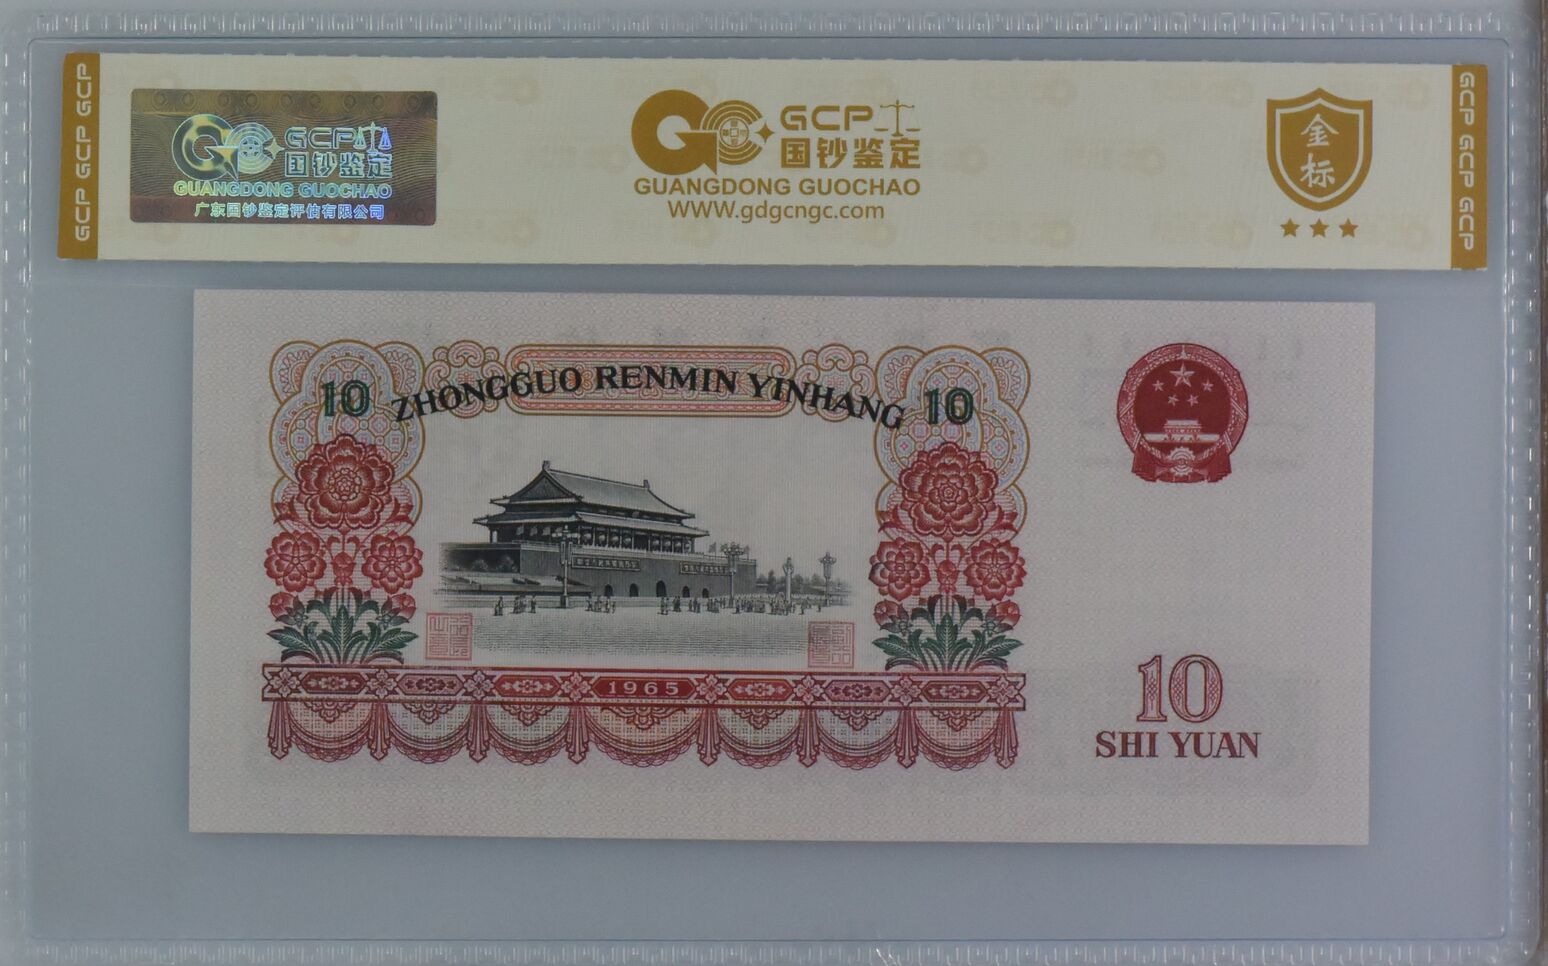 GCP GCP GCP
GCP
国钞鉴定
GUANGDONG GUOCHAO
广东国钞鉴定评估有限公司
GCP
国钞鉴定
GUANGDONG GUOCHAO
WWW.gdgcngc.com
金标
GCP GCP GCP
10 ZHONGGUO RENMIN YINHANG 10
1965
10
SHI YUAN